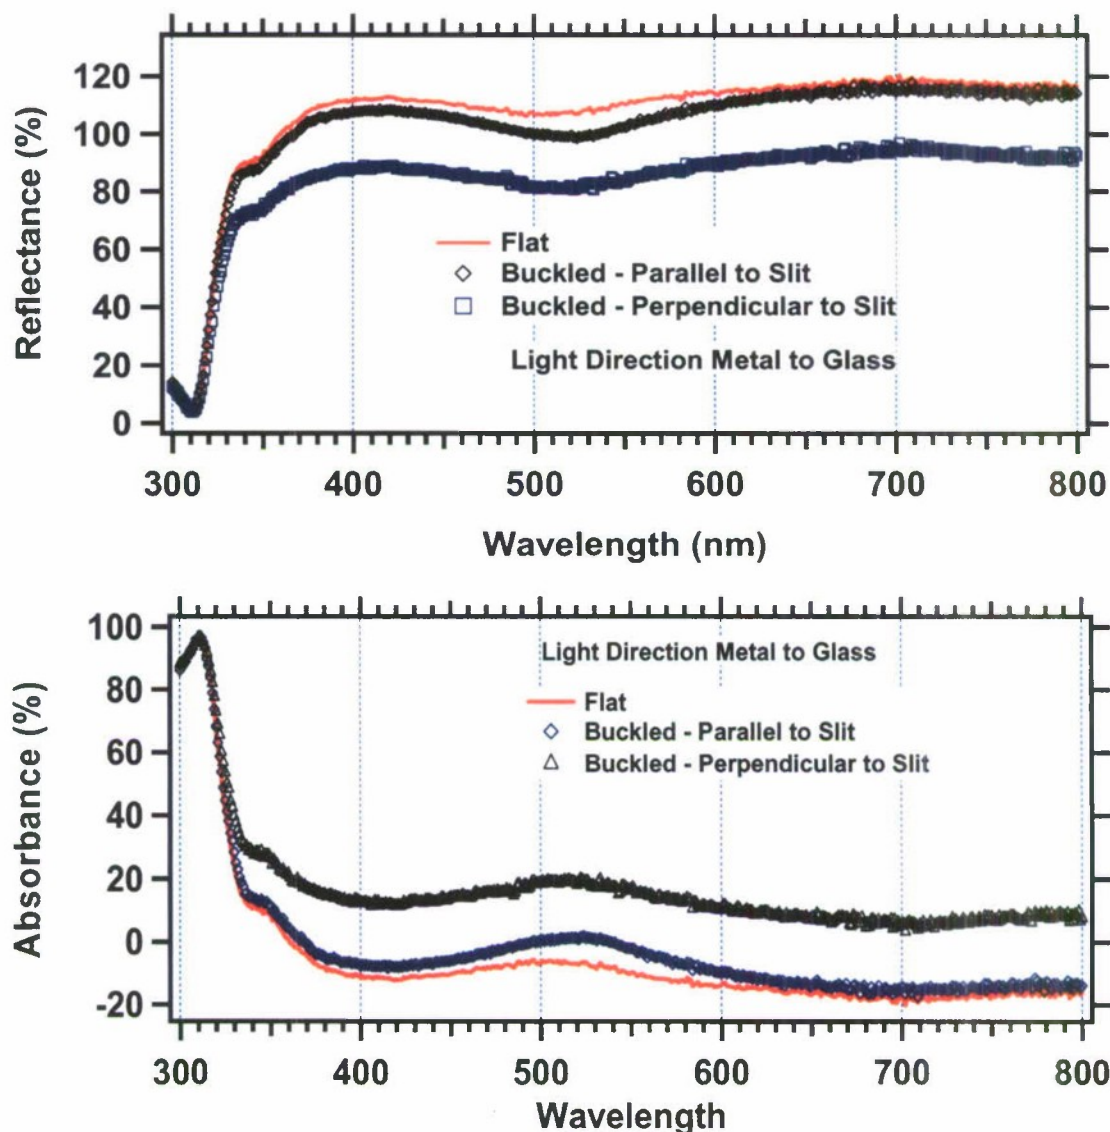 Reflectance (%)
120
100
80
60
40
20
0
Flat
Buckled - Parallel to Slit
Buckled - Perpendicular to Slit
Light Direction Metal to Glass
300 400 500 600 700 800
Wavelength (nm)
Absorbance (%)
100
80
60
40
20
0
-20
Light Direction Metal to Glass
Flat
Buckled - Parallel to Slit
Buckled - Perpendicular to Slit
300 400 500 600 700 800
Wavelength